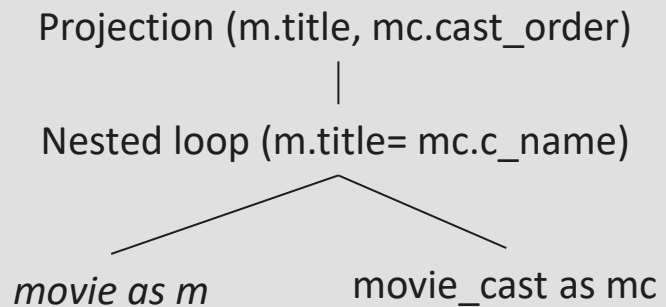 Projection (m.title, mc.cast_order)
Nested loop (m.title= mc.c_name)
movie as m
movie_cast as mc